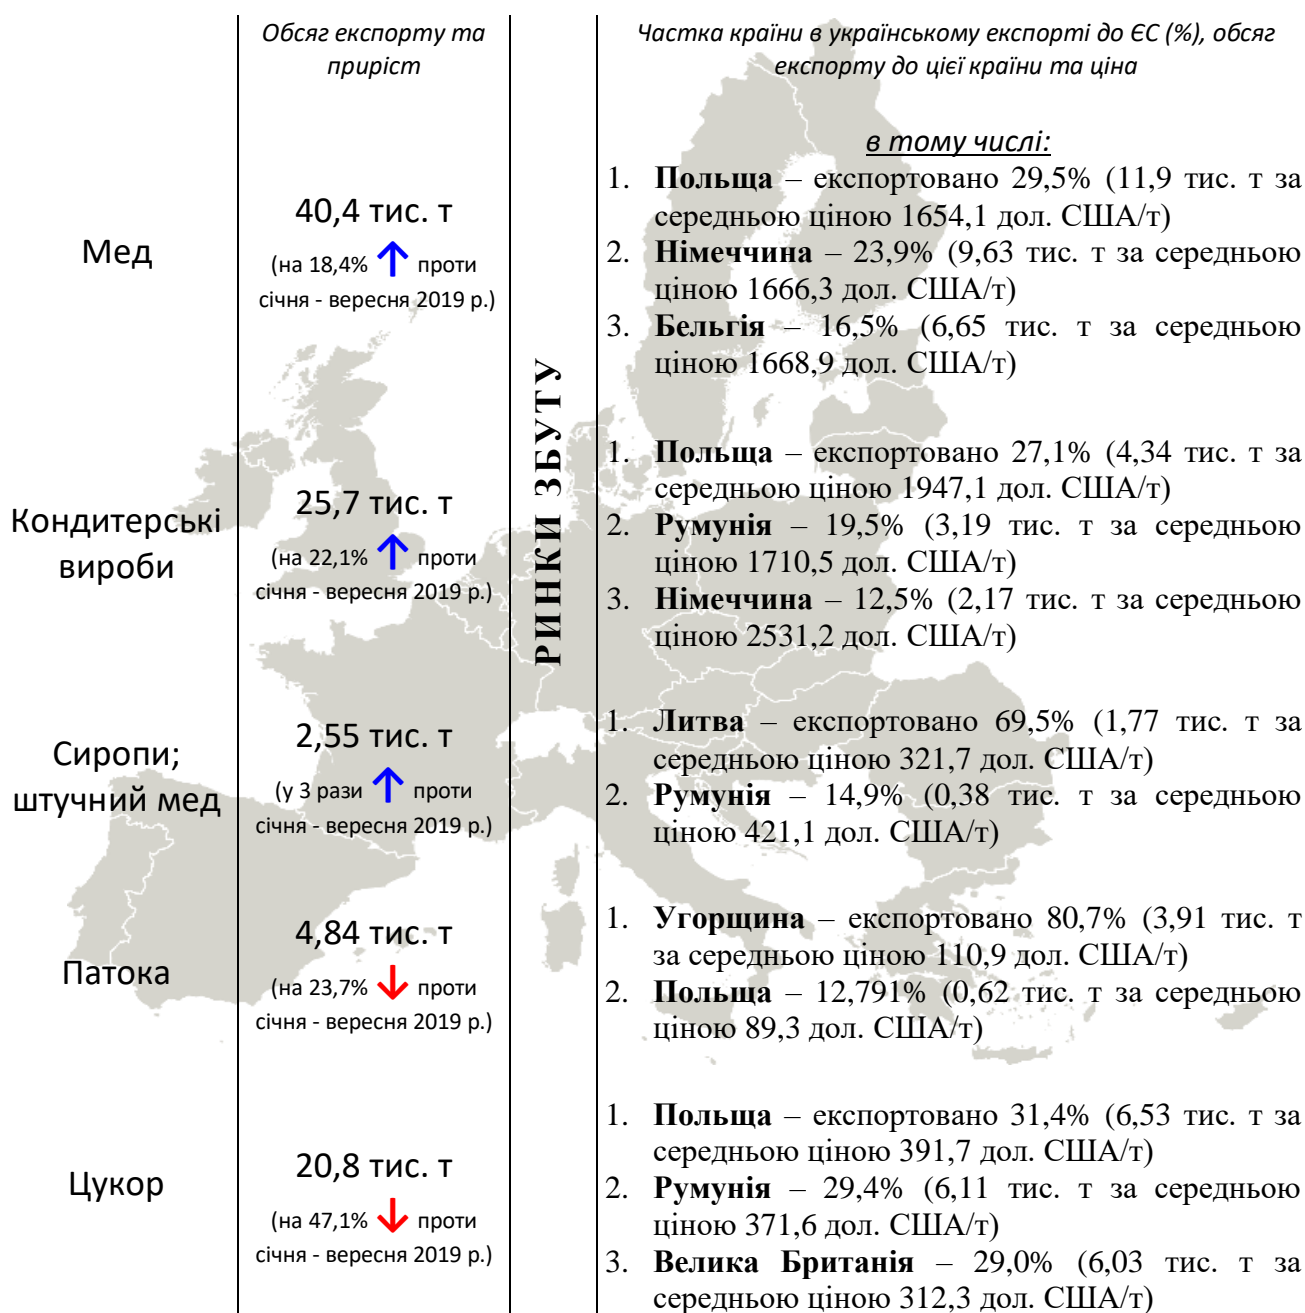 Обсяг експорту та
приріст
Частка країни в українському експорті до ЄС (%), обсяг
експорту до цієї країни та ціна
РИНКИ ЗБУТУ
в тому числі:
Мед
40,4 тис. т
(на 18,4% ↑ проти
січня - вересня 2019 р.)
1. Польща – експортовано 29,5% (11,9 тис. т за
середньою ціною 1654,1 дол. США/т)
2. Німеччина – 23,9% (9,63 тис. т за середньою
ціною 1666,3 дол. США/т)
3. Бельгія – 16,5% (6,65 тис. т за середньою
ціною 1668,9 дол. США/т)
Кондитерські
вироби
25,7 тис. т
(на 22,1% ↑ проти
січня - вересня 2019 р.)
1. Польща – експортовано 27,1% (4,34 тис. т за
середньою ціною 1947,1 дол. США/т)
2. Румунія – 19,5% (3,19 тис. т за середньою
ціною 1710,5 дол. США/т)
3. Німеччина – 12,5% (2,17 тис. т за середньою
ціною 2531,2 дол. США/т)
Сиропи;
штучний мед
2,55 тис. т
(у 3 рази ↑ проти
січня - вересня 2019 р.)
1. Литва – експортовано 69,5% (1,77 тис. т за
середньою ціною 321,7 дол. США/т)
2. Румунія – 14,9% (0,38 тис. т за середньою
ціною 421,1 дол. США/т)
Патока
4,84 тис. т
(на 23,7% ↓ проти
січня - вересня 2019 р.)
1. Угорщина – експортовано 80,7% (3,91 тис. т
за середньою ціною 110,9 дол. США/т)
2. Польща – 12,791% (0,62 тис. т за середньою
ціною 89,3 дол. США/т)
Цукор
20,8 тис. т
(на 47,1% ↓ проти
січня - вересня 2019 р.)
1. Польща – експортовано 31,4% (6,53 тис. т за
середньою ціною 391,7 дол. США/т)
2. Румунія – 29,4% (6,11 тис. т за середньою
ціною 371,6 дол. США/т)
3. Велика Британія – 29,0% (6,03 тис. т за
середньою ціною 312,3 дол. США/т)